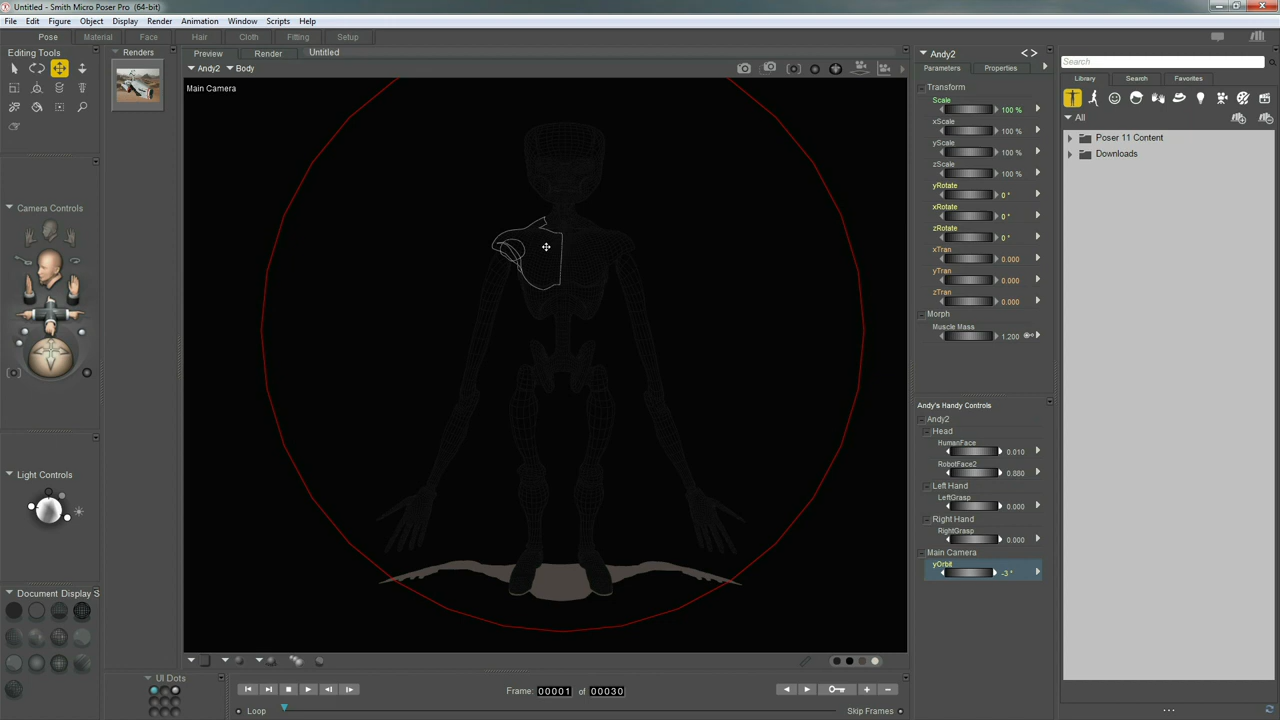 Untitled - Smith Micro Poser Pro (64-bit)
File Edit Figure Object Display Render Animation Window Scripts Help
Pose Material Face Hair Cloth Fitting Setup
Editing Tools
Renders
Preview Render Untitled
Andy2 Body
Main Camera
Camera Controls
Light Controls
Document Display S
UI Dots
Frame: 00001 of 00030
Loop
Skip Frames
Andy2
Parameters Properties
Transform
Scale
100 %
xScale
100 %
yScale
100 %
zScale
100 %
yRotate
0 °
xRotate
0 °
zRotate
0 °
xTran
0.000
yTran
0.000
zTran
0.000
Morph
Muscle Mass
1.200
Andy's Handy Controls
Andy2
Head
HumanFace
0.010
RobotFace2
0.880
Left Hand
LeftGrasp
0.000
Right Hand
RightGrasp
0.000
Main Camera
yOrbit
-3 °
Search
Library Search Favorites
All
Poser 11 Content
Downloads